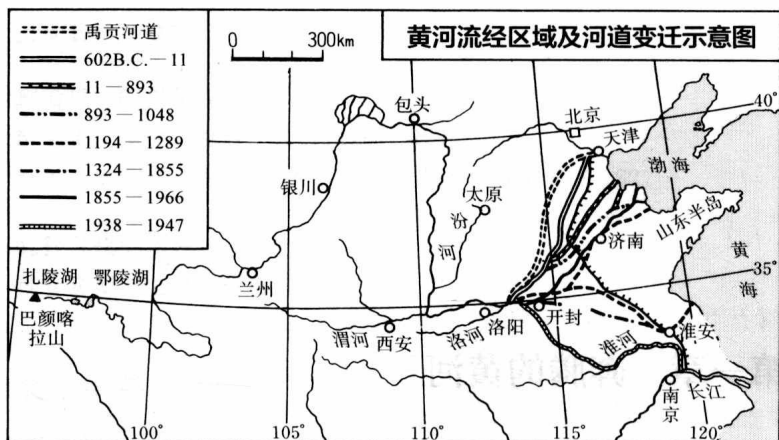 黄河流经区域及河道变迁示意图
禹贡河道
602B.C.—11
11—893
893—1048
1194—1289
1324—1855
1855—1966
1938—1947
0 300km
40°
包头
北京
天津
渤海
银川
太原
汾河
济南
山东半岛
黄海
35°
扎陵湖
鄂陵湖
兰州
巴颜喀拉山
渭河
西安
洛河
洛阳
开封
淮河
淮安
南京
长江
100°
105°
110°
115°
120°